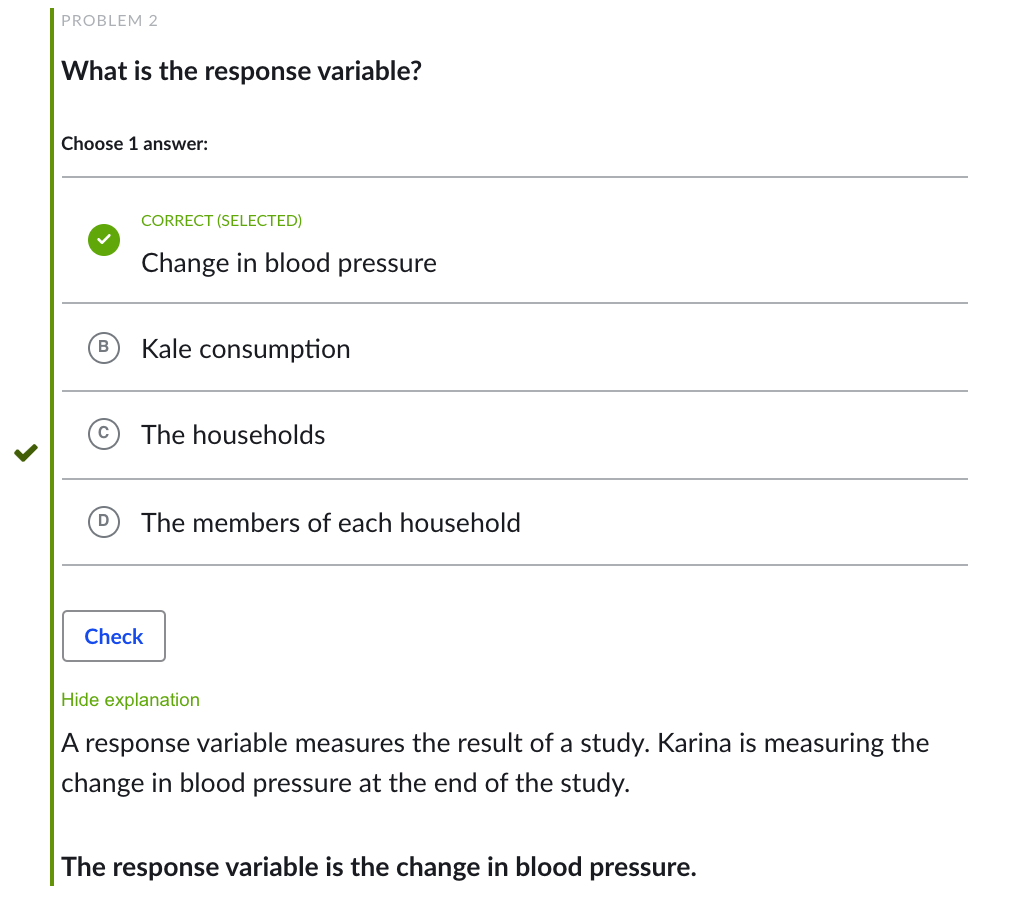 PROBLEM 2
What is the response variable?
Choose 1 answer:
CORRECT (SELECTED)
Change in blood pressure
B Kale consumption
C The households
D The members of each household
Check
Hide explanation
A response variable measures the result of a study. Karina is measuring the
change in blood pressure at the end of the study.
The response variable is the change in blood pressure.